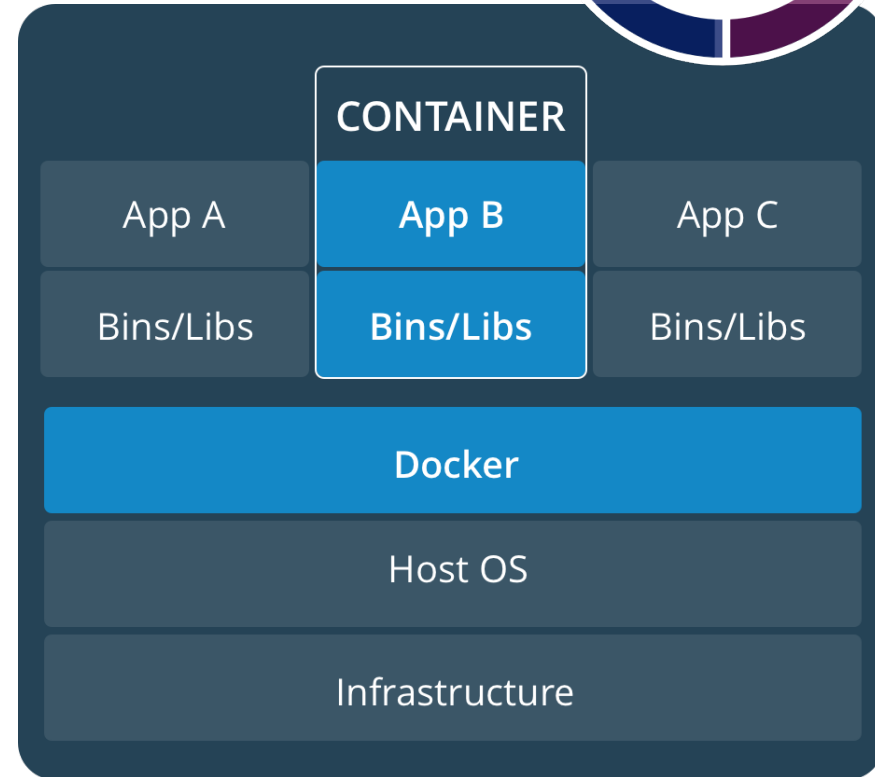 CONTAINER
App A
App B
App C
Bins/Libs
Bins/Libs
Bins/Libs
Docker
Host OS
Infrastructure